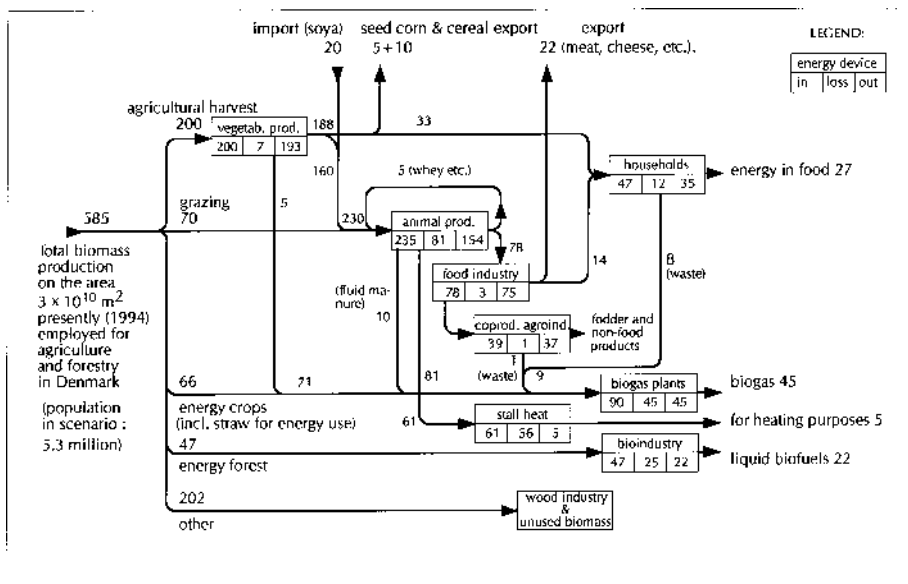 import (soya)
20
seed corn & cereal export
5+10
export
22 (meat, cheese, etc.).
LEGEND:
energy device
in loss out
agricultural harvest
200
vegetab. prod.
200 7 193
188
33
160
5 (whey etc.)
households
47 12 35
energy in food 27
585
grazing
70
5
230
animal prod.
235 81 154
78
Total biomass
production
on the area
3 x 10^10 m^2
presently (1994)
employed for
agriculture
and forestry
in Denmark
(population
in scenario :
5.3 million)
food industry
78 3 75
14
8
(waste)
(fluid ma-
nure)
10
coprod. agroind
39 1 37
fodder and
non-food
products
1
(waste)
9
81
66
71
energy crops
(incl. straw for energy use)
biogas plants
90 45 45
biogas 45
61
stall heat
61 56 5
for heating purposes 5
47
energy forest
bioindustry
47 25 22
liquid biofuels 22
202
other
wood industry
&
unused biomass